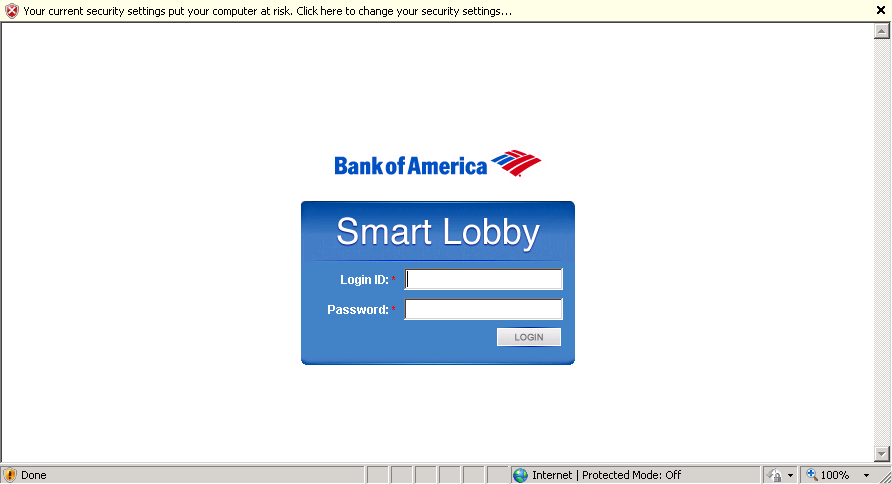 Your current security settings put your computer at risk. Click here to change your security settings...
Bank of America
Smart Lobby
Login ID: *
Password: *
LOGIN
Done
Internet | Protected Mode: Off
100%